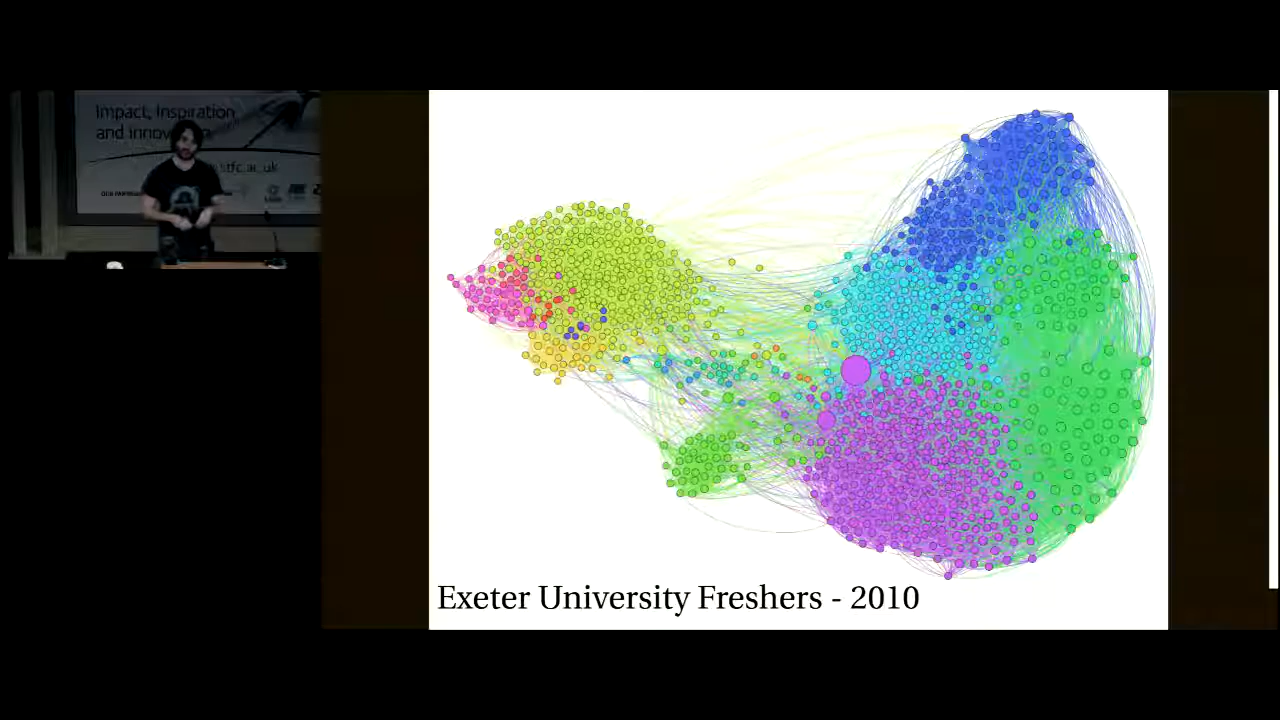 Impact, Inspiration
and innov
stfc.ac.uk
Exeter University Freshers - 2010